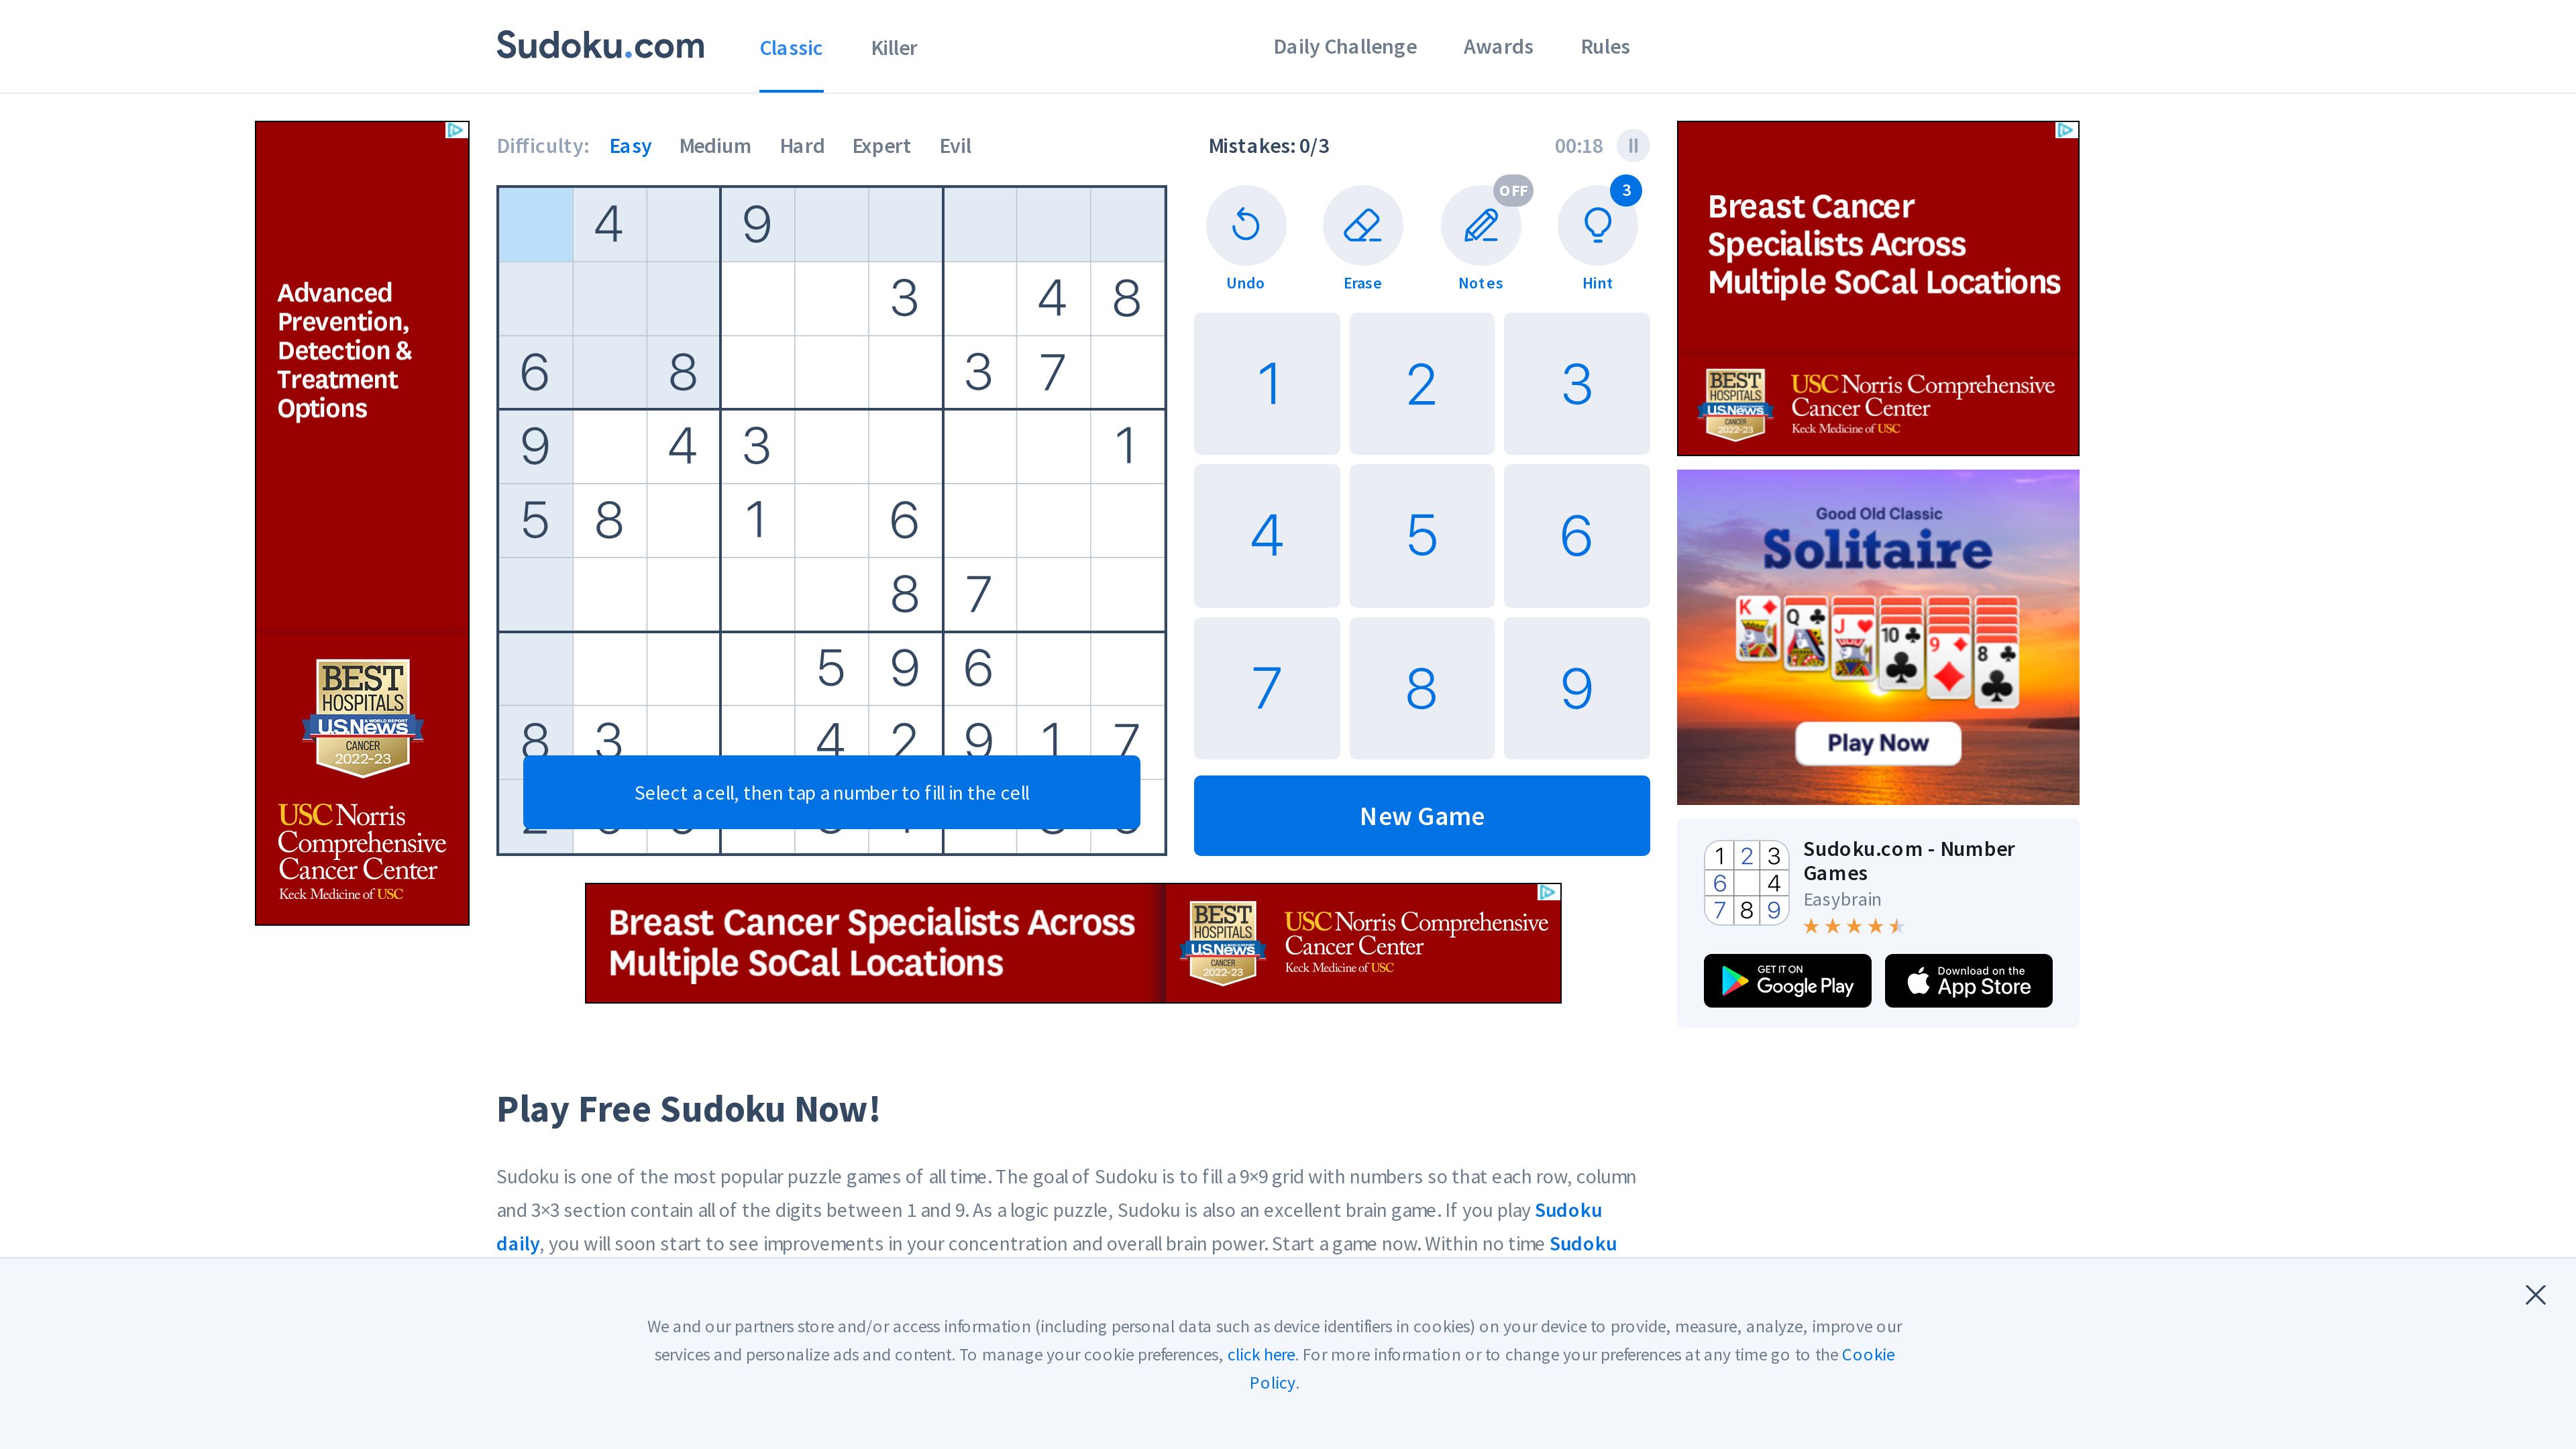 Sudoku.com Classic Killer Daily Challenge Awards Rules
Difficulty: Easy Medium Hard Expert Evil
Mistakes: 0/3 00:18
4 9
3 4 8
6 8 3 7
9 4 3 1
5 8 1 6
8 7
5 9 6
8 3 4 2 9 1 7
Select a cell, then tap a number to fill in the cell
OFF
3
Undo Erase Notes Hint
1 2 3
4 5 6
7 8 9
New Game
Advanced
Prevention,
Detection &
Treatment
Options
BEST
HOSPITALS
U.S.News
& WORLD REPORT
CANCER
2022-23
USC Norris
Comprehensive
Cancer Center
Keck Medicine of USC
Breast Cancer
Specialists Across
Multiple SoCal Locations
BEST
HOSPITALS
U.S.News
CANCER
2022-23
USC Norris Comprehensive
Cancer Center
Keck Medicine of USC
Good Old Classic
Solitaire
K Q J 10 9 8
Play Now
1 2 3
6 4
7 8 9
Sudoku.com - Number
Games
Easybrain
GET IT ON
Google Play
Download on the
App Store
Breast Cancer Specialists Across
Multiple SoCal Locations
BEST
HOSPITALS
U.S.News
CANCER
2022-23
USC Norris Comprehensive
Cancer Center
Keck Medicine of USC
Play Free Sudoku Now!
Sudoku is one of the most popular puzzle games of all time. The goal of Sudoku is to fill a 9×9 grid with numbers so that each row, column
and 3×3 section contain all of the digits between 1 and 9. As a logic puzzle, Sudoku is also an excellent brain game. If you play Sudoku
daily, you will soon start to see improvements in your concentration and overall brain power. Start a game now. Within no time Sudoku
We and our partners store and/or access information (including personal data such as device identifiers in cookies) on your device to provide, measure, analyze, improve our
services and personalize ads and content. To manage your cookie preferences, click here. For more information or to change your preferences at any time go to the Cookie
Policy.